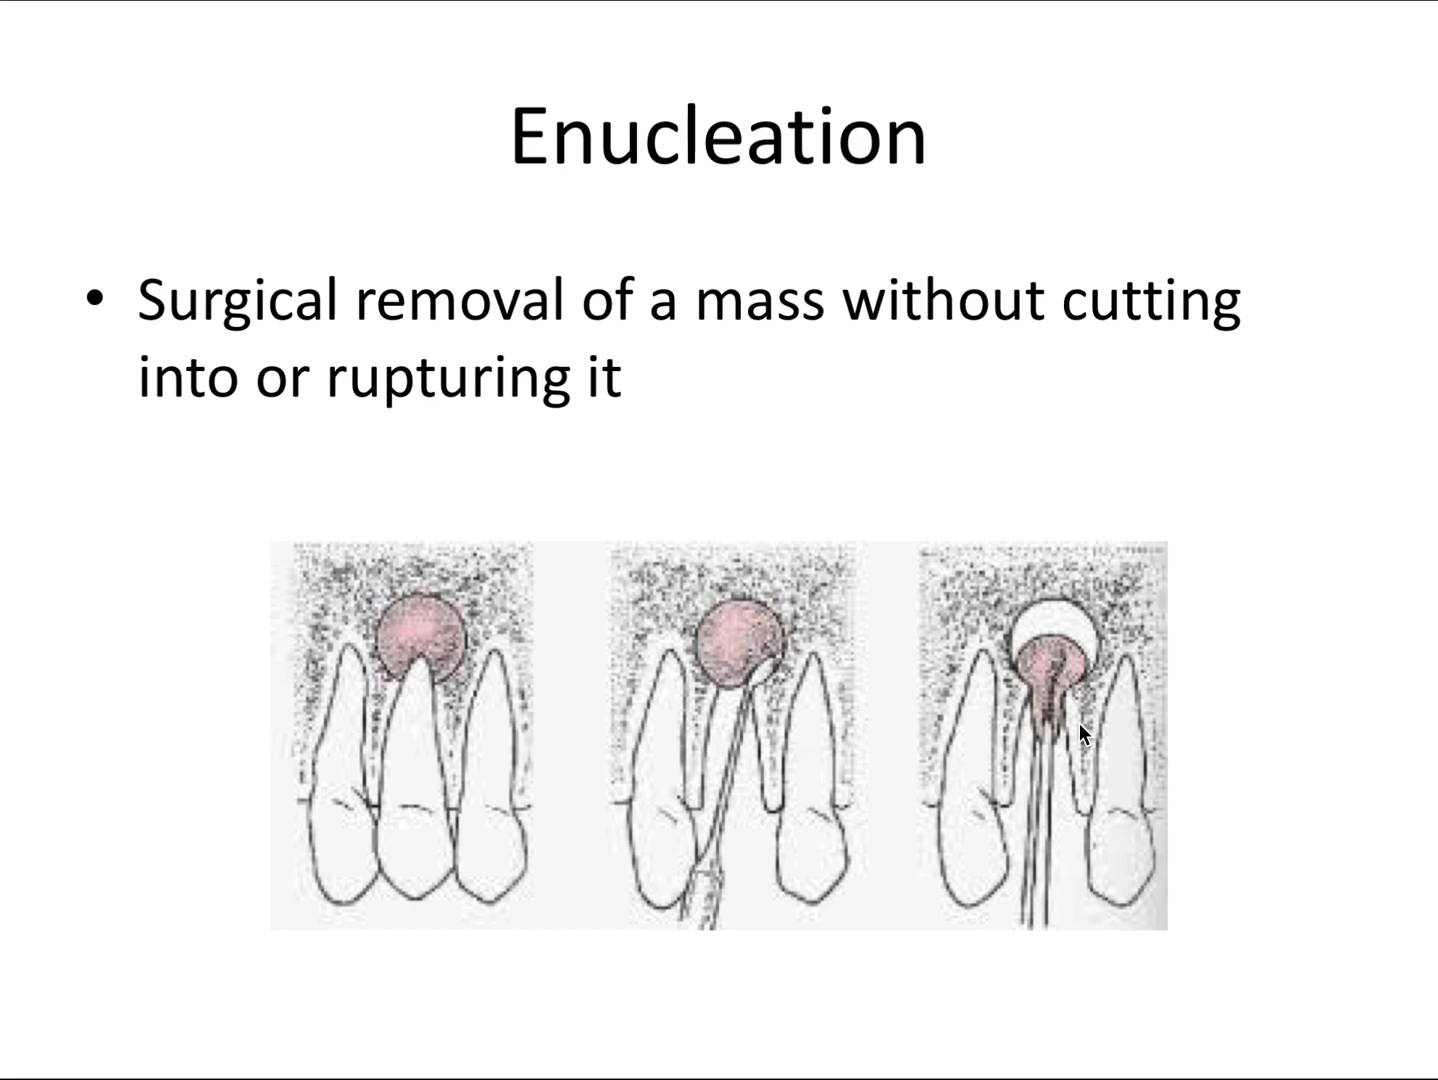 Enucleation
• Surgical removal of a mass without cutting
into or rupturing it